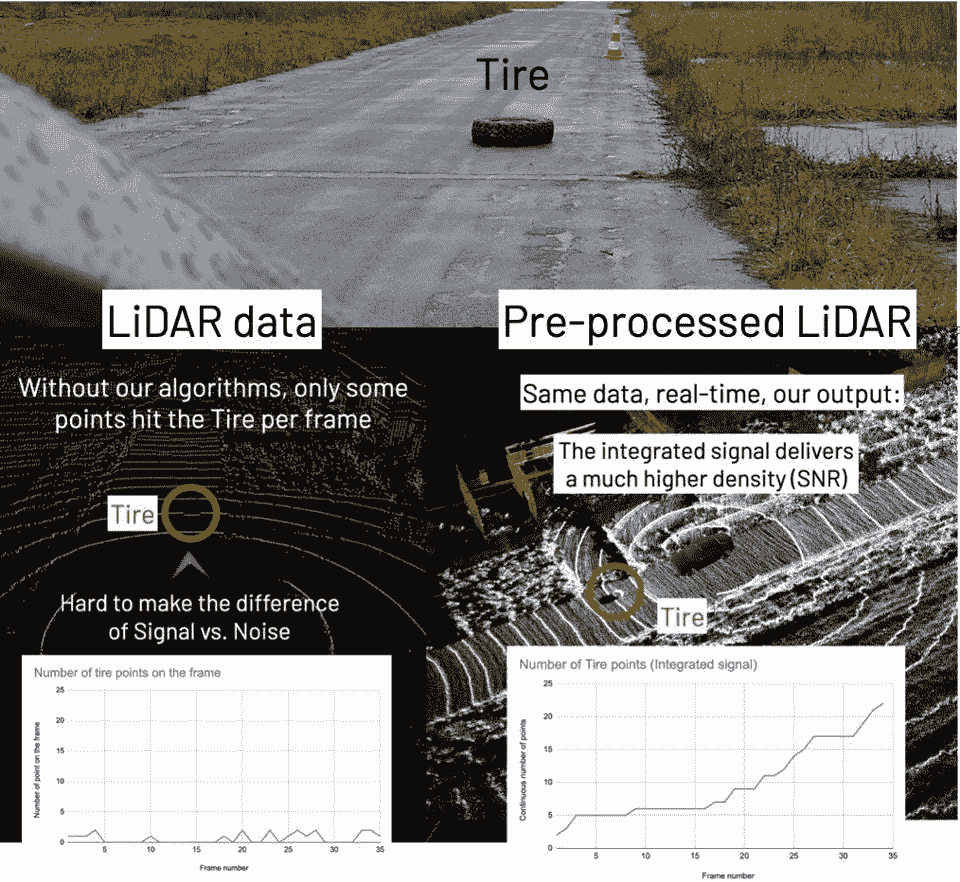 Tire
LiDAR data
Without our algorithms, only some
points hit the Tire per frame
Tire
Hard to make the difference
of Signal vs. Noise
Number of tire points on the frame
Number of point on the frame
25
20
15
10
5
0
5 10 15 20 25 30 35
Frame number
Pre-processed LiDAR
Same data, real-time, our output:
The integrated signal delivers
a much higher density (SNR)
Tire
Number of Tire points (Integrated signal)
Continuous number of points
25
20
15
10
5
0
5 10 15 20 25 30 35
Frame number